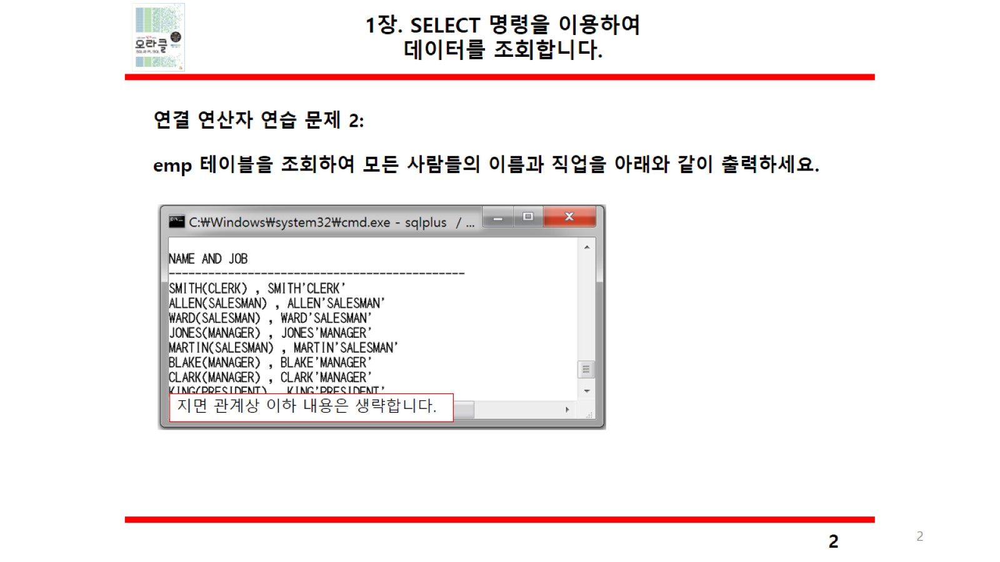 1장. SELECT 명령을 이용하여
데이터를 조회합니다.
오라클
연결 연산자 연습 문제 2:
emp 테이블을 조회하여 모든 사람들의 이름과 직업을 아래와 같이 출력하세요.
C:₩Windows₩system32₩cmd.exe - sqlplus / ...
NAME AND JOB
---------------------------------------------
SMITH(CLERK) , SMITH'CLERK'
ALLEN(SALESMAN) , ALLEN'SALESMAN'
WARD(SALESMAN) , WARD'SALESMAN'
JONES(MANAGER) , JONES'MANAGER'
MARTIN(SALESMAN) , MARTIN'SALESMAN'
BLAKE(MANAGER) , BLAKE'MANAGER'
CLARK(MANAGER) , CLARK'MANAGER'
KING(PRESIDENT) , KING'PRESIDENT'
지면 관계상 이하 내용은 생략합니다.
2
2